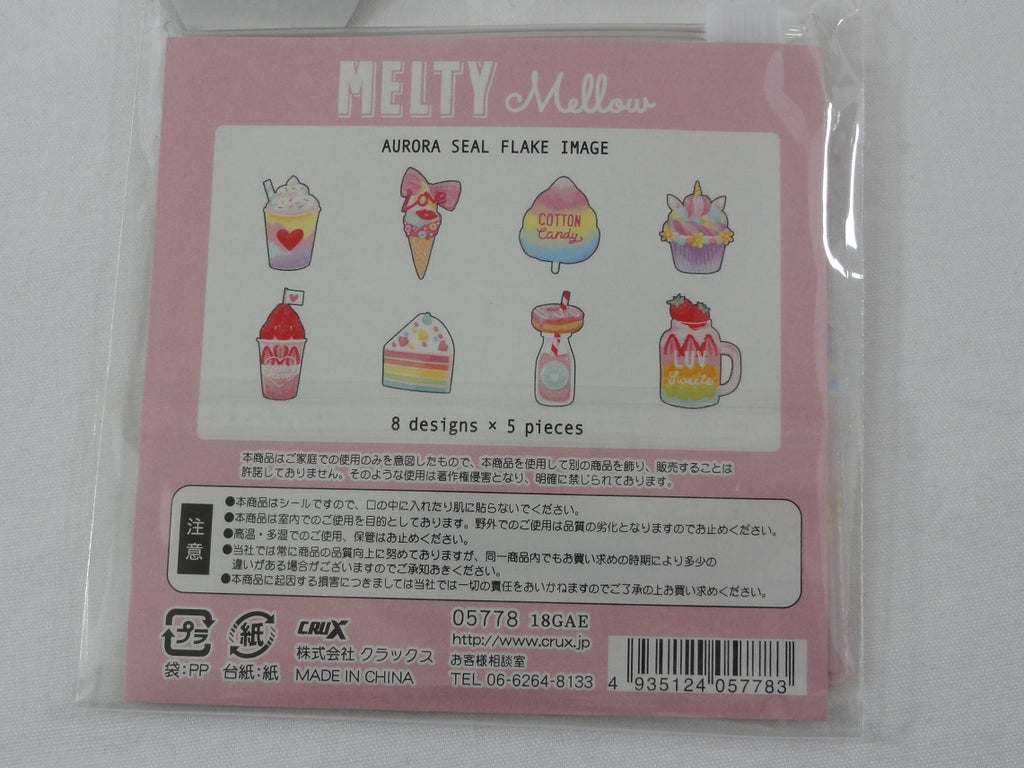 MELTY Mellow
AURORA SEAL FLAKE IMAGE
Love
COTTON
Candy
LUV
Sweets
8 designs × 5 pieces
本商品はご家庭での使用のみを意図したもので、本商品を使用して別の商品を飾り、販売することは
許諾しておりません。そのような使用は著作権侵害となり、明確に禁じられております。
注意
●本商品はシールですので、口の中に入れたり肌に貼らないでください。
●本商品は室内でのご使用を目的としております。野外でのご使用は品質の劣化となりますのでお止めください。
●高温・多湿でのご使用、保管はお止めください。
●当社では常に商品の品質向上に努めておりますが、同一商品内でもお買い求めの時期により多少の
違いがある場合がございますのでご承知おきください。
●本商品に起因する損害につきましては当社では一切の責任をおいかねますのでご了承の上お買い求めください。
プラ
袋:PP
紙
台紙:紙
CRUX
株式会社 クラックス
MADE IN CHINA
05778 18GAE
http://www.crux.jp
お客様相談室
TEL 06-6264-8133
4 935124 057783